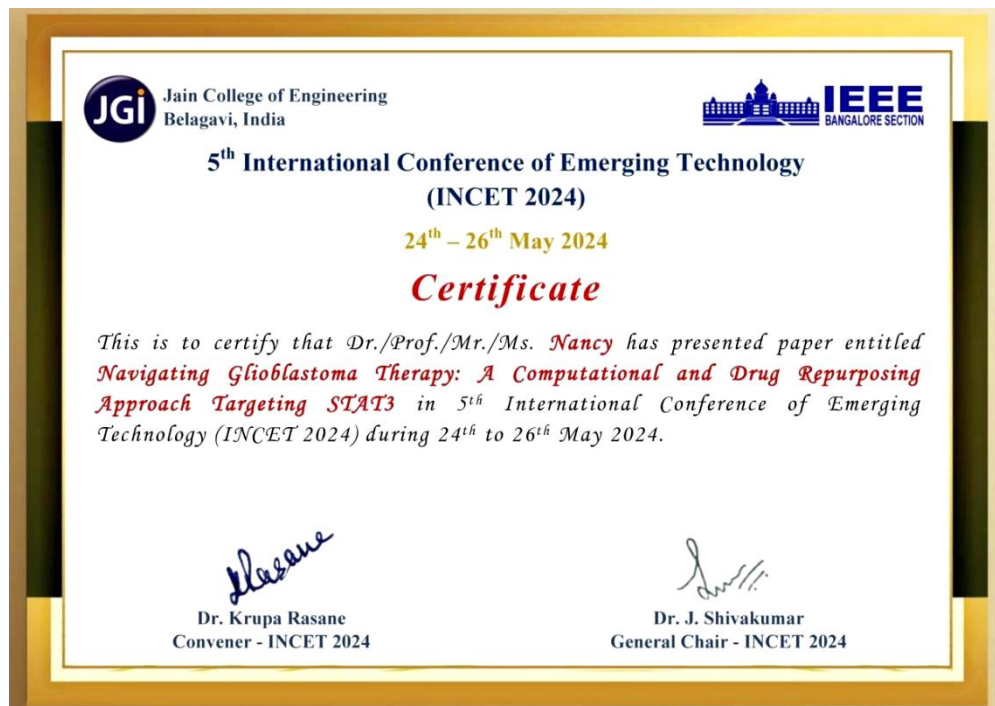 JGi
Jain College of Engineering
Belagavi, India
IEEE
BANGALORE SECTION
5th International Conference of Emerging Technology
(INCET 2024)
24th – 26th May 2024
Certificate
This is to certify that Dr./Prof./Mr./Ms. Nancy has presented paper entitled
Navigating Glioblastoma Therapy: A Computational and Drug Repurposing
Approach Targeting STAT3 in 5th International Conference of Emerging
Technology (INCET 2024) during 24th to 26th May 2024.
KRasane
Dr. Krupa Rasane
Convener - INCET 2024
Dr. J. Shivakumar
General Chair - INCET 2024